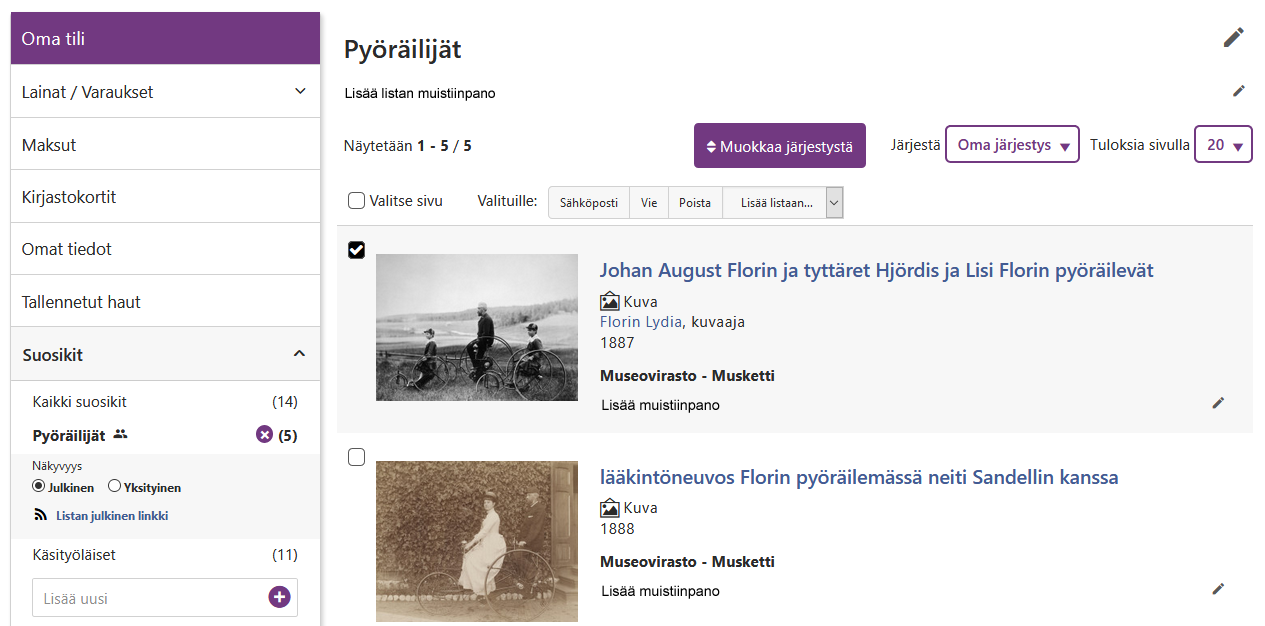 Oma tili
Lainat / Varaukset
Maksut
Kirjastokortit
Omat tiedot
Tallennetut haut
Suosikit
Kaikki suosikit (14)
Pyöräilijät (5)
Näkyvyys
Julkinen Yksityinen
Listan julkinen linkki
Käsityöläiset (11)
Lisää uusi
Pyöräilijät
Lisää listan muistiinpano
Näytetään 1 - 5 / 5
Muokkaa järjestystä
Järjestä Oma järjestys
Tuloksia sivulla 20
Valitse sivu
Valituille: Sähköposti Vie Poista Lisää listaan...
Johan August Florin ja tyttäret Hjördis ja Lisi Florin pyöräilevät
Kuva
Florin Lydia, kuvaaja
1887
Museovirasto - Musketti
Lisää muistiinpano
lääkintöneuvos Florin pyöräilemässä neiti Sandellin kanssa
Kuva
1888
Museovirasto - Musketti
Lisää muistiinpano